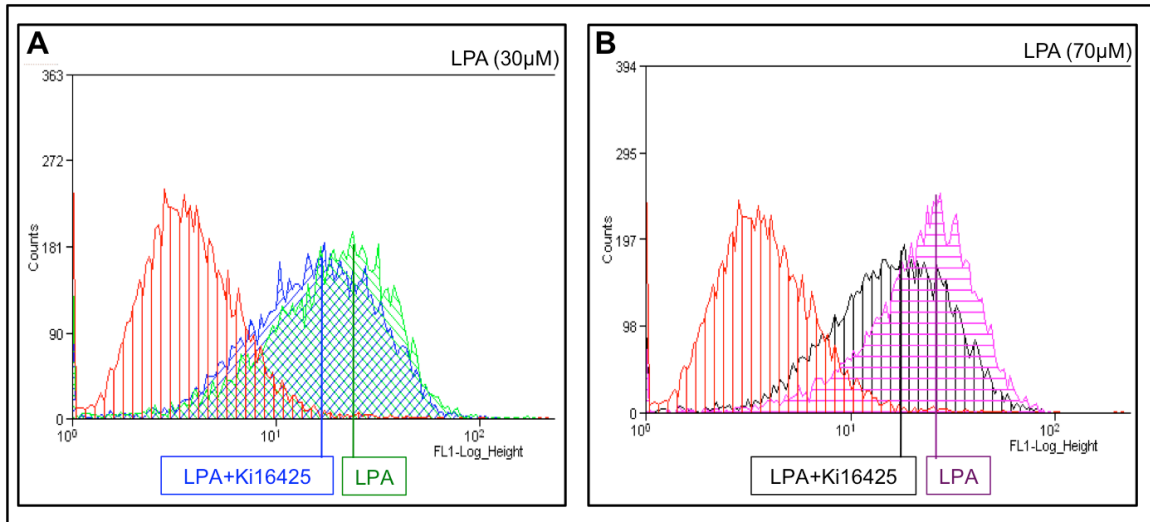 A
LPA (30µM)
363
272
181
90
0
Counts
10⁰
10¹
10²
FL1-Log_Height
LPA+Ki16425
LPA
B
LPA (70µM)
394
295
197
98
0
Counts
10⁰
10¹
10²
FL1-Log_Height
LPA+Ki16425
LPA